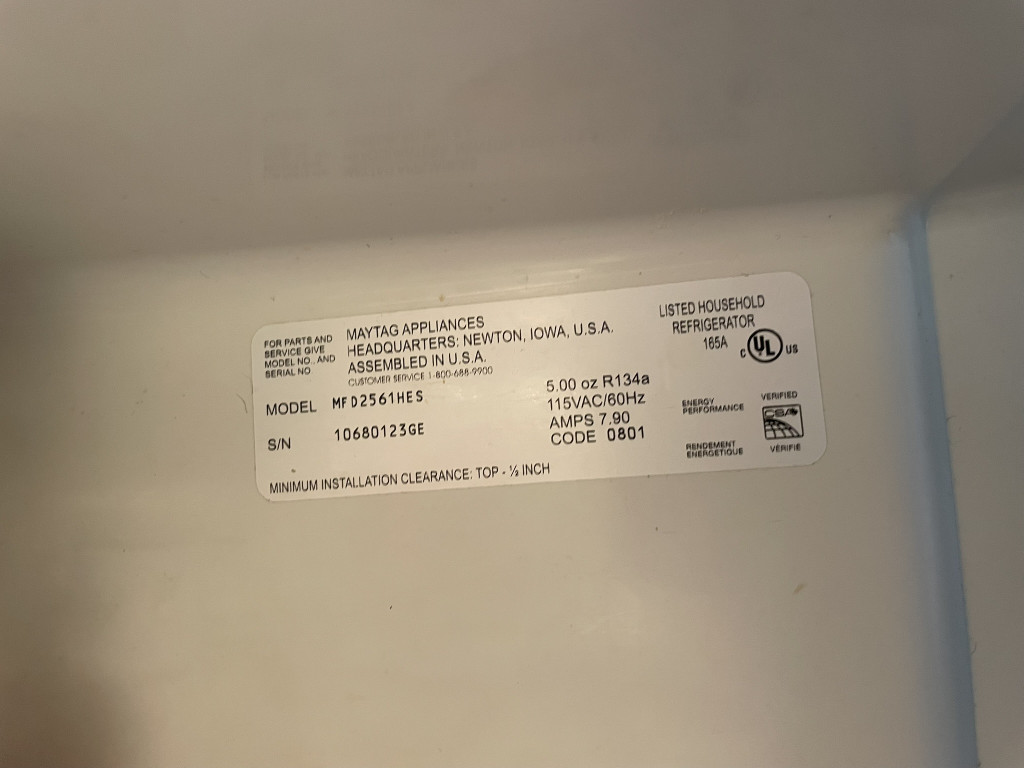 FOR PARTS AND
SERVICE GIVE
MODEL NO. AND
SERIAL NO
MAYTAG APPLIANCES
HEADQUARTERS: NEWTON, IOWA, U.S.A.
ASSEMBLED IN U.S.A.
CUSTOMER SERVICE 1-800-688-9900
LISTED HOUSEHOLD
REFRIGERATOR
165A
C UL US
MODEL MFD2561HES
S/N 10680123GE
5.00 oz R134a
115VAC/60Hz
AMPS 7.90
CODE 0801
ENERGY
PERFORMANCE
VERIFIED
CSA
RENDEMENT
ENERGETIQUE
VERIFIE
MINIMUM INSTALLATION CLEARANCE: TOP - ½ INCH